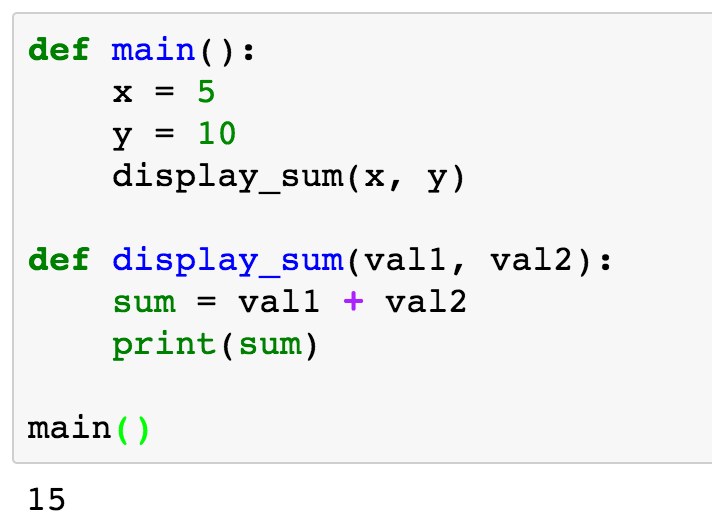 def main():
    x = 5
    y = 10
    display_sum(x, y)

def display_sum(val1, val2):
    sum = val1 + val2
    print(sum)

main()
15